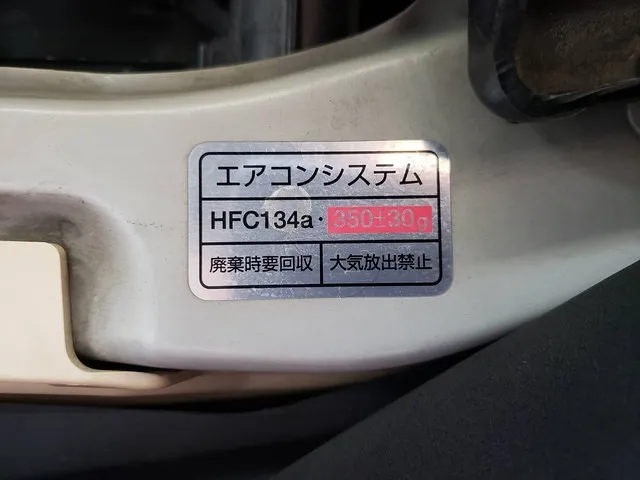 エアコンシステム
HFC134a・350±30g
廃棄時要回収 大気放出禁止